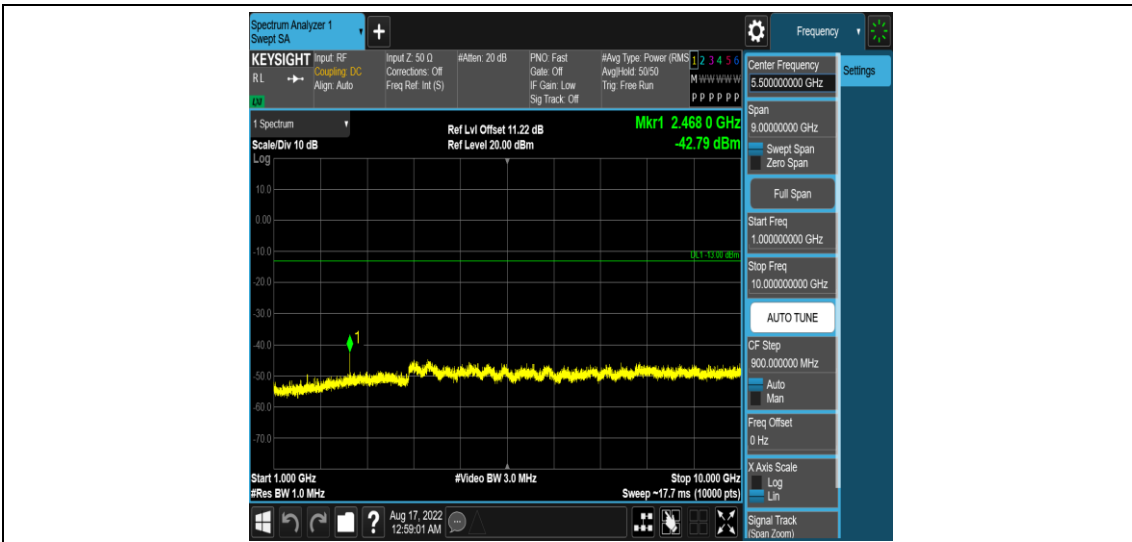 Spectrum Analyzer 1
Swept SA
+
Frequency
KEYSIGHT
RL
LXI
Input: RF
Coupling: DC
Align: Auto
Input Z: 50 Ω
Corrections: Off
Freq Ref: Int (S)
#Atten: 20 dB
PNO: Fast
Gate: Off
IF Gain: Low
Sig Track: Off
#Avg Type: Power (RMS
Avg|Hold: 50/50
Trig: Free Run
1 2 3 4 5 6
M W W W W W
P P P P P P
1 Spectrum
Scale/Div 10 dB
Log
Ref Lvl Offset 11.22 dB
Ref Level 20.00 dBm
Mkr1 2.468 0 GHz
-42.79 dBm
10.0
0.00
-10.0
DL1 -13.00 dBm
-20.0
-30.0
1
-40.0
-50.0
-60.0
-70.0
Start 1.000 GHz
#Res BW 1.0 MHz
#Video BW 3.0 MHz
Stop 10.000 GHz
Sweep ~17.7 ms (10000 pts)
?
Aug 17, 2022
12:59:01 AM
Center Frequency
5.500000000 GHz
Settings
Span
9.00000000 GHz
Swept Span
Zero Span
Full Span
Start Freq
1.000000000 GHz
Stop Freq
10.000000000 GHz
AUTO TUNE
CF Step
900.000000 MHz
Auto
Man
Freq Offset
0 Hz
X Axis Scale
Log
Lin
Signal Track
(Span Zoom)